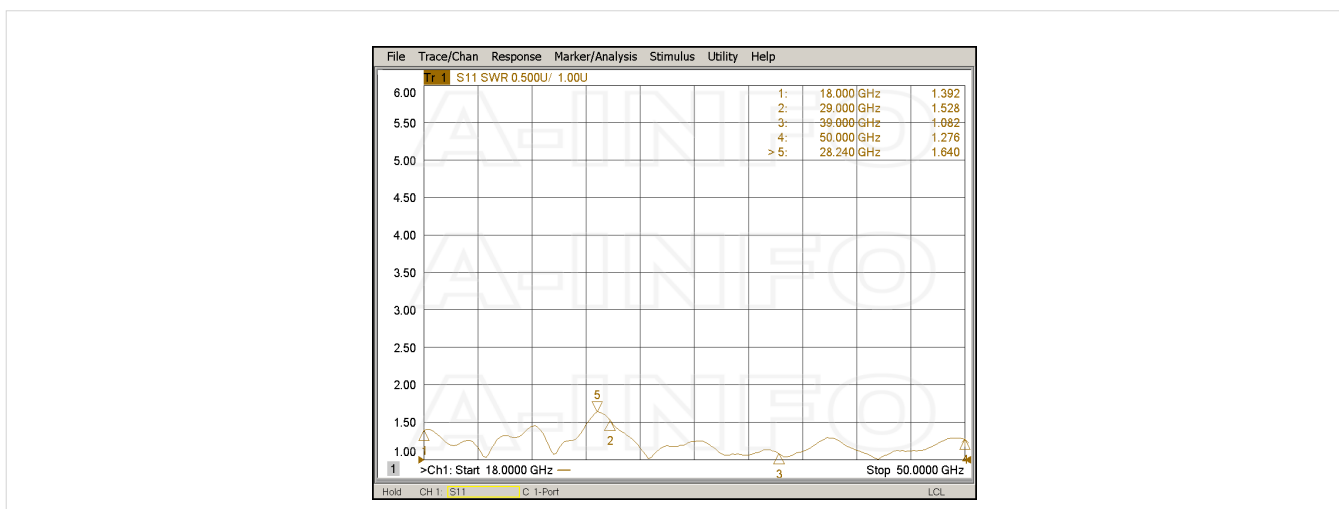 File Trace/Chan Response Marker/Analysis Stimulus Utility Help
Tr 1 S11 SWR 0.500U/ 1.00U
1: 18.000 GHz 1.392
2: 29.000 GHz 1.528
3: 39.000 GHz 1.082
4: 50.000 GHz 1.276
> 5: 28.240 GHz 1.640
6.00
5.50
5.00
4.50
4.00
3.50
3.00
2.50
2.00
1.50
1.00
A-INFO
A-INFO
A-INFO
5
1
2
3
4
1
>Ch1: Start 18.0000 GHz
Stop 50.0000 GHz
Hold CH 1: S11 C 1-Port LCL